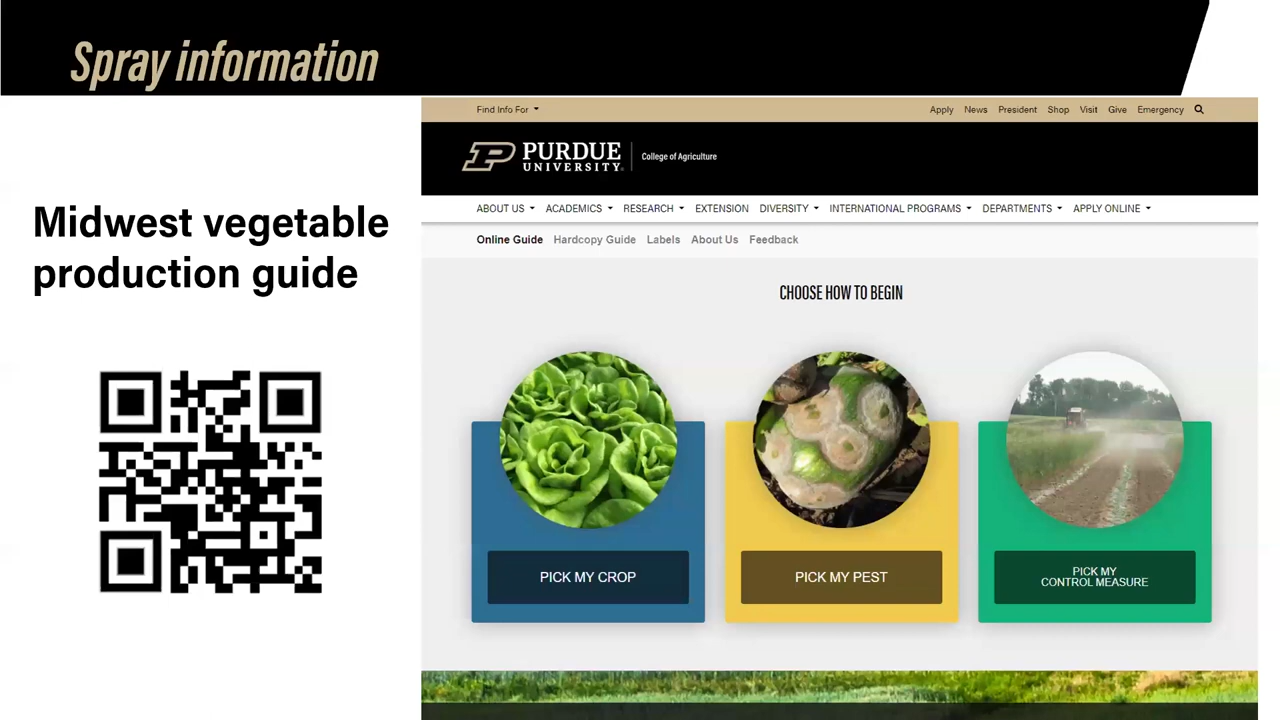 Spray information
Midwest vegetable
production guide
Find Info For
Apply News President Shop Visit Give Emergency
PURDUE
UNIVERSITY
College of Agriculture
ABOUT US ACADEMICS RESEARCH EXTENSION DIVERSITY INTERNATIONAL PROGRAMS DEPARTMENTS APPLY ONLINE
Online Guide Hardcopy Guide Labels About Us Feedback
CHOOSE HOW TO BEGIN
PICK MY CROP
PICK MY PEST
PICK MY
CONTROL MEASURE